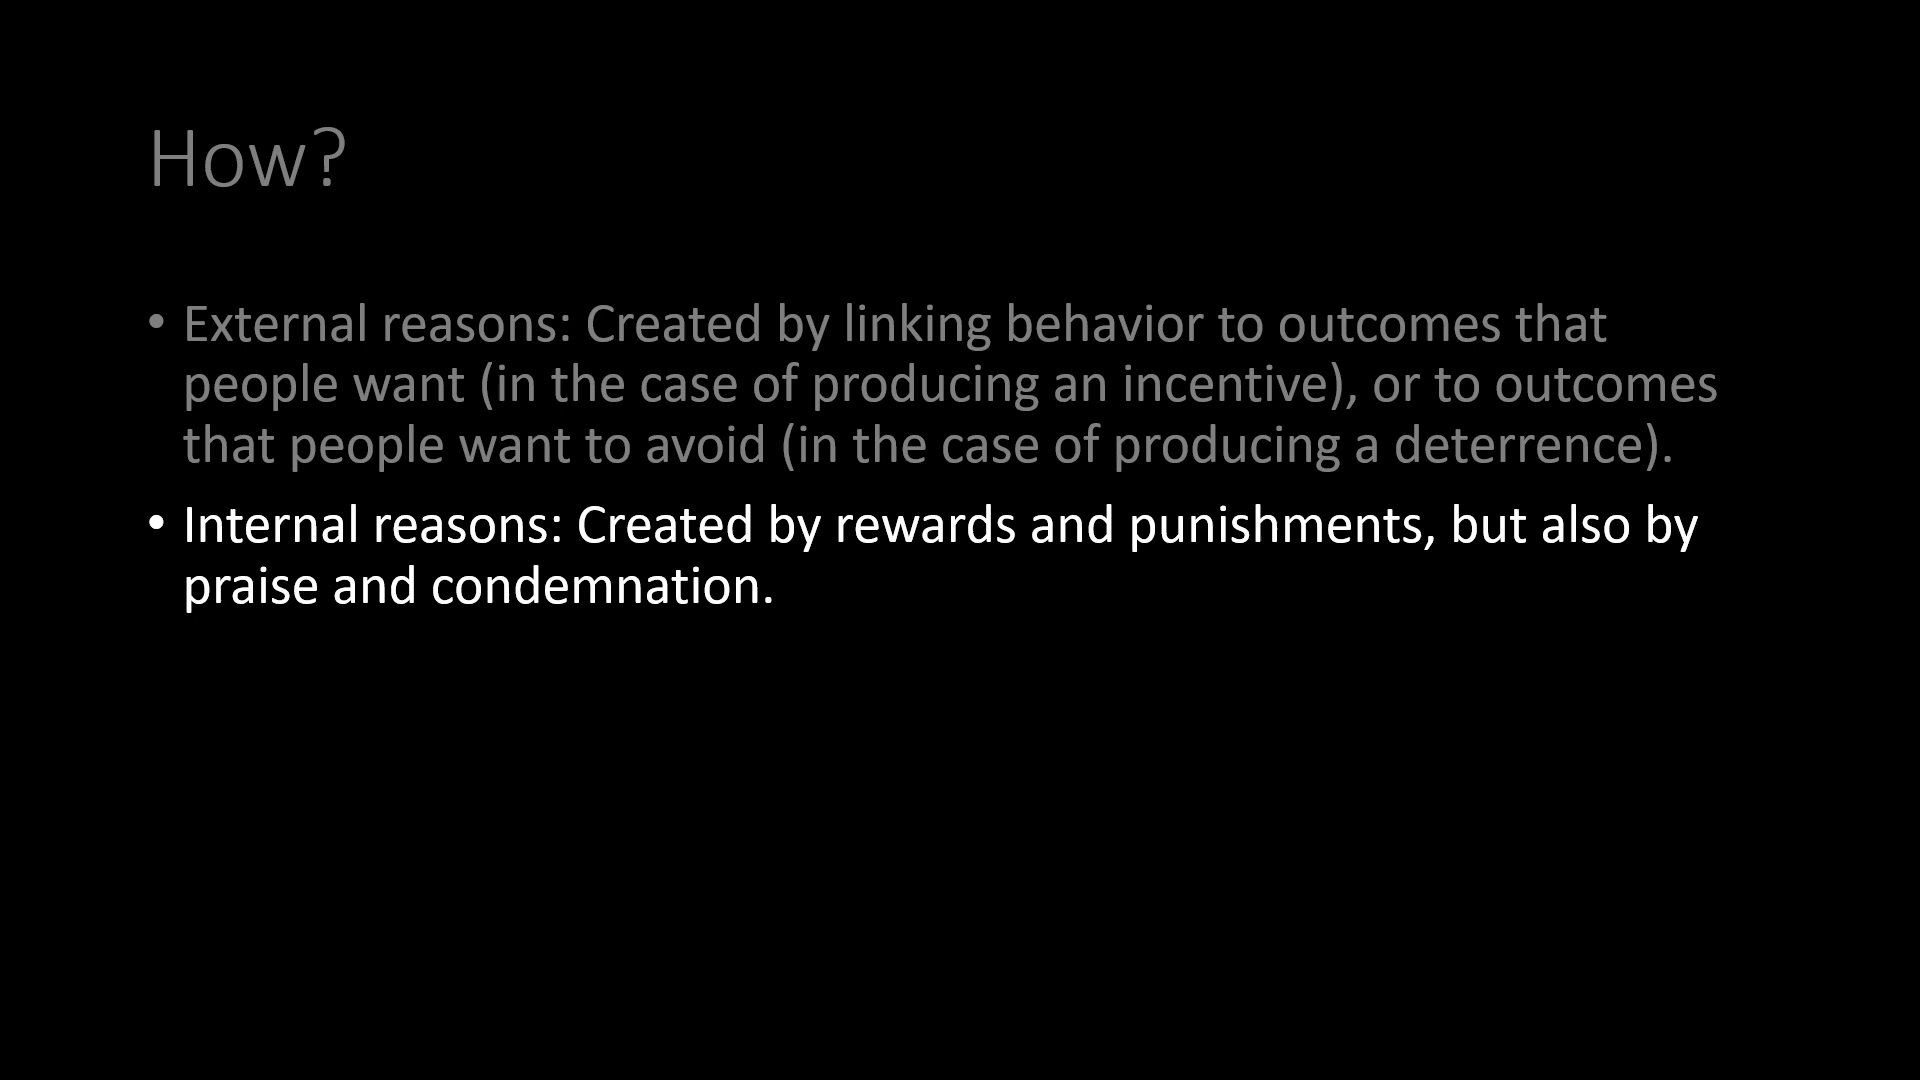 How?
• External reasons: Created by linking behavior to outcomes that
people want (in the case of producing an incentive), or to outcomes
that people want to avoid (in the case of producing a deterrence).
• Internal reasons: Created by rewards and punishments, but also by
praise and condemnation.